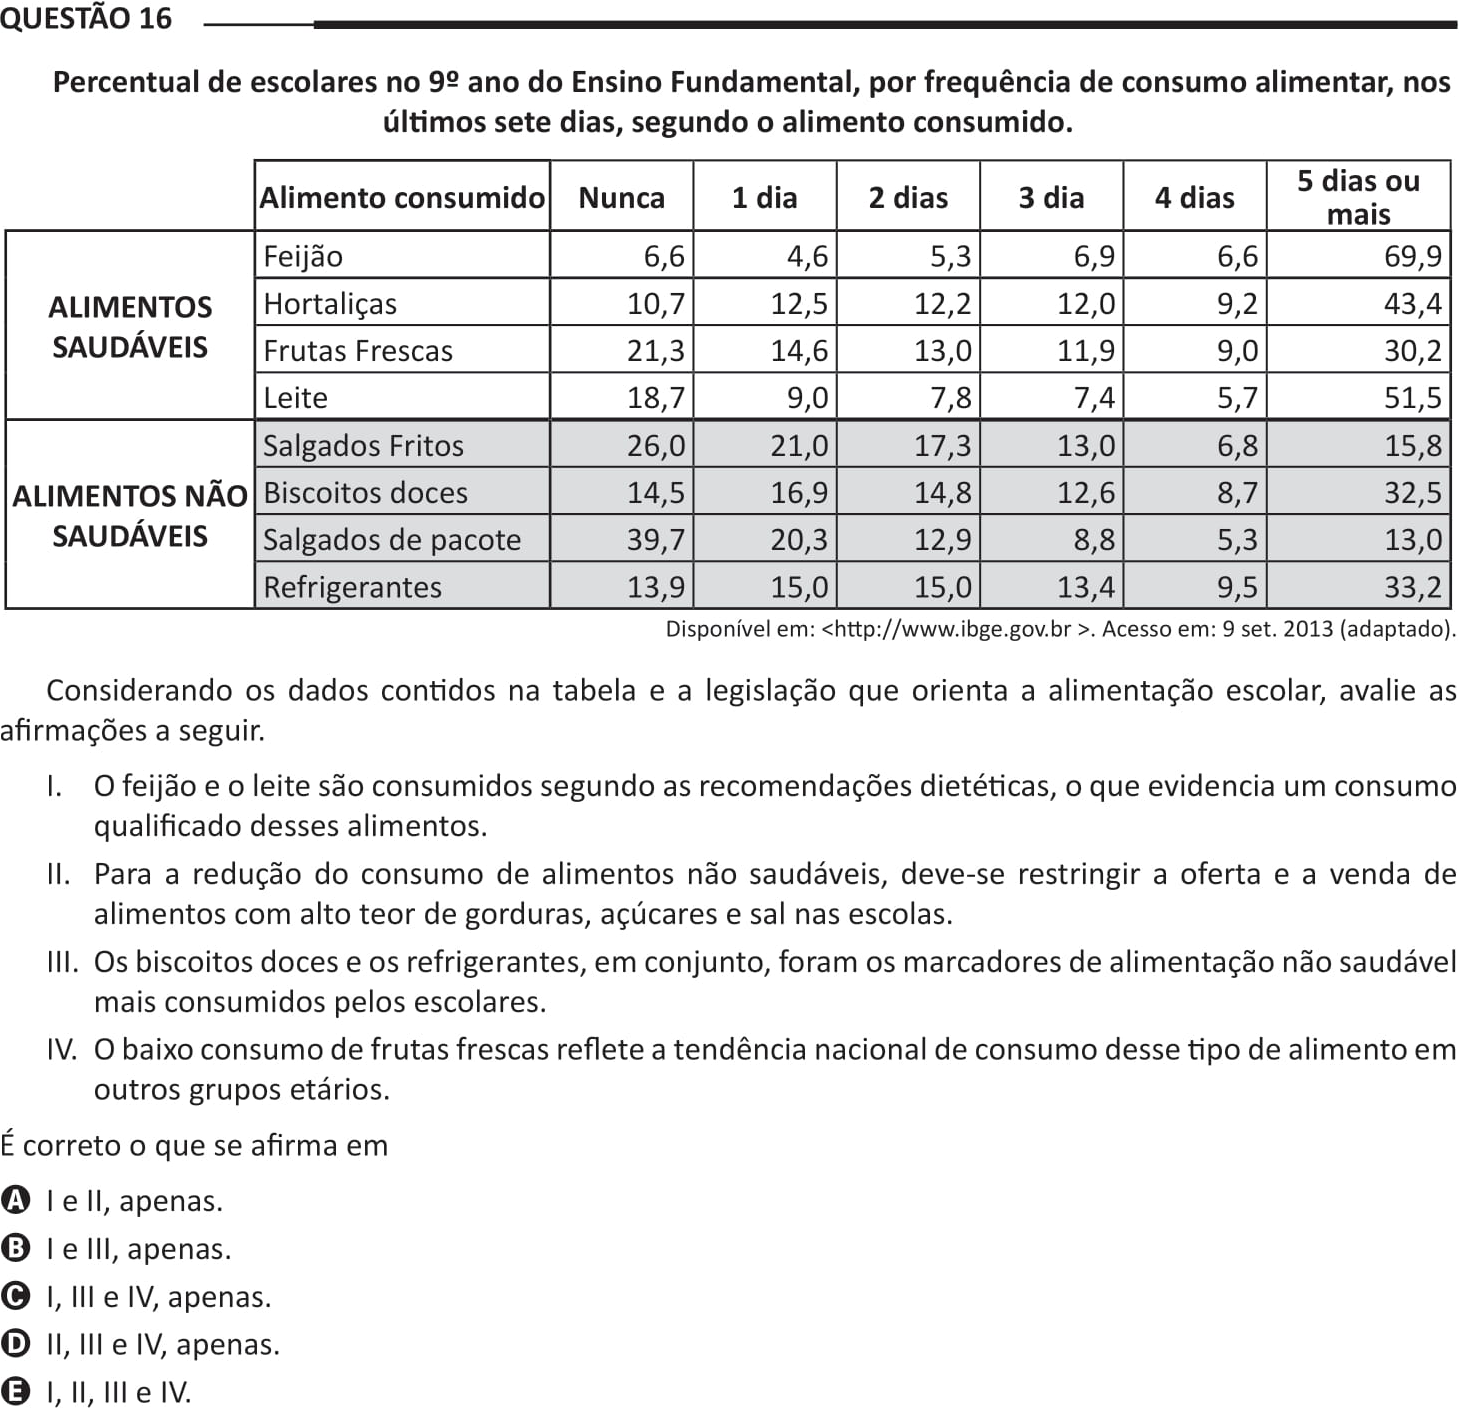 QUESTÃO 16
Percentual de escolares no 9º ano do Ensino Fundamental, por frequência de consumo alimentar, nos
últimos sete dias, segundo o alimento consumido.
Alimento consumido Nunca 1 dia 2 dias 3 dia 4 dias 5 dias ou mais
ALIMENTOS SAUDÁVEIS
Feijão 6,6 4,6 5,3 6,9 6,6 69,9
Hortaliças 10,7 12,5 12,2 12,0 9,2 43,4
Frutas Frescas 21,3 14,6 13,0 11,9 9,0 30,2
Leite 18,7 9,0 7,8 7,4 5,7 51,5
ALIMENTOS NÃO SAUDÁVEIS
Salgados Fritos 26,0 21,0 17,3 13,0 6,8 15,8
Biscoitos doces 14,5 16,9 14,8 12,6 8,7 32,5
Salgados de pacote 39,7 20,3 12,9 8,8 5,3 13,0
Refrigerantes 13,9 15,0 15,0 13,4 9,5 33,2
Disponível em: <http://www.ibge.gov.br >. Acesso em: 9 set. 2013 (adaptado).
Considerando os dados contidos na tabela e a legislação que orienta a alimentação escolar, avalie as
afirmações a seguir.
I. O feijão e o leite são consumidos segundo as recomendações dietéticas, o que evidencia um consumo
qualificado desses alimentos.
II. Para a redução do consumo de alimentos não saudáveis, deve-se restringir a oferta e a venda de
alimentos com alto teor de gorduras, açúcares e sal nas escolas.
III. Os biscoitos doces e os refrigerantes, em conjunto, foram os marcadores de alimentação não saudável
mais consumidos pelos escolares.
IV. O baixo consumo de frutas frescas reflete a tendência nacional de consumo desse tipo de alimento em
outros grupos etários.
É correto o que se afirma em
A I e II, apenas.
B I e III, apenas.
C I, III e IV, apenas.
D II, III e IV, apenas.
E I, II, III e IV.